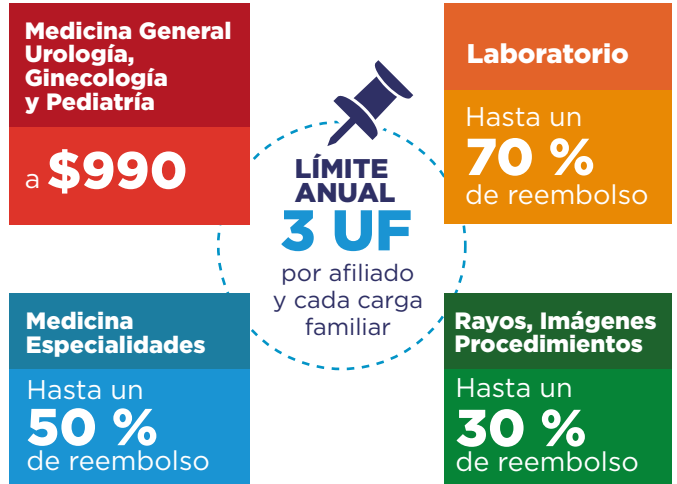 Medicina General
Urología,
Ginecología
y Pediatría
a $990
Laboratorio
Hasta un
70 %
de reembolso
LÍMITE
ANUAL
3 UF
por afiliado
y cada carga
familiar
Medicina
Especialidades
Hasta un
50 %
de reembolso
Rayos, Imágenes
Procedimientos
Hasta un
30 %
de reembolso